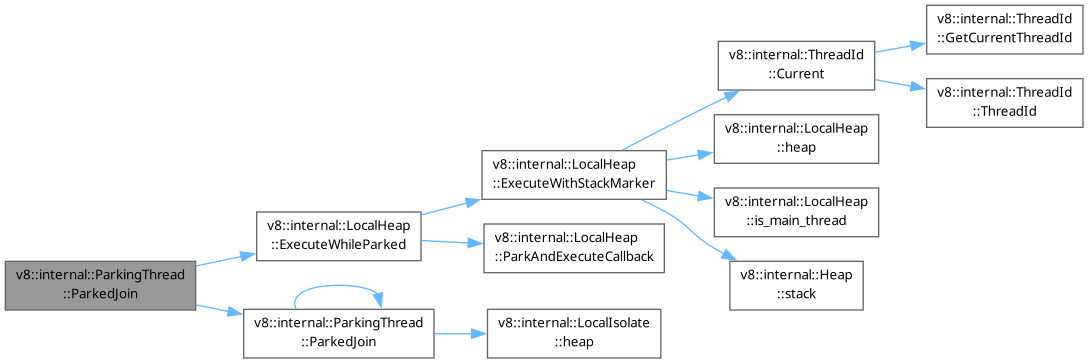 v8::internal::ParkingThread
::ParkedJoin
v8::internal::LocalHeap
::ExecuteWhileParked
v8::internal::LocalHeap
::ExecuteWithStackMarker
v8::internal::ThreadId
::Current
v8::internal::ThreadId
::GetCurrentThreadId
v8::internal::ThreadId
::ThreadId
v8::internal::LocalHeap
::heap
v8::internal::LocalHeap
::is_main_thread
v8::internal::Heap
::stack
v8::internal::LocalHeap
::ParkAndExecuteCallback
v8::internal::ParkingThread
::ParkedJoin
v8::internal::LocalIsolate
::heap